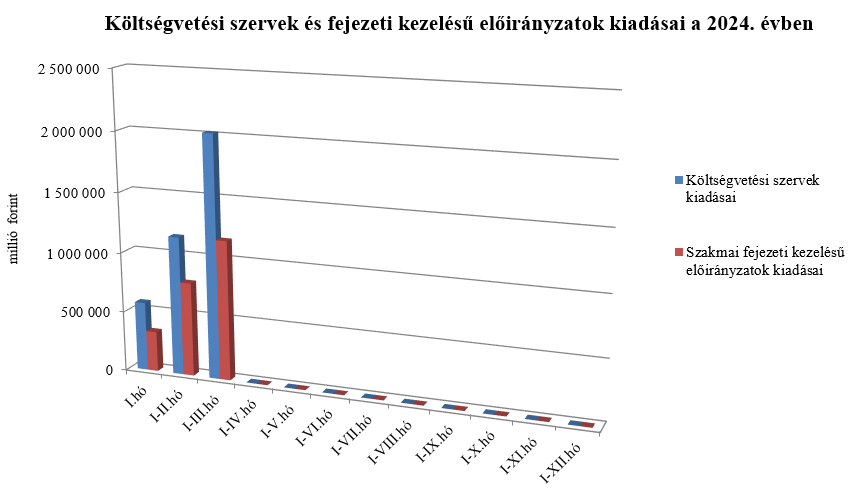 Költségvetési szervek és fejezeti kezelésű előirányzatok kiadásai a 2024. évben
2 500 000
2 000 000
1 500 000
1 000 000
500 000
0
millió forint
I.hó
I-II.hó
I-III.hó
I-IV.hó
I-V.hó
I-VI.hó
I-VII.hó
I-VIII.hó
I-IX.hó
I-X.hó
I-XI.hó
I-XII.hó
Költségvetési szervek
kiadásai
Szakmai fejezeti kezelésű
előirányzatok kiadásai